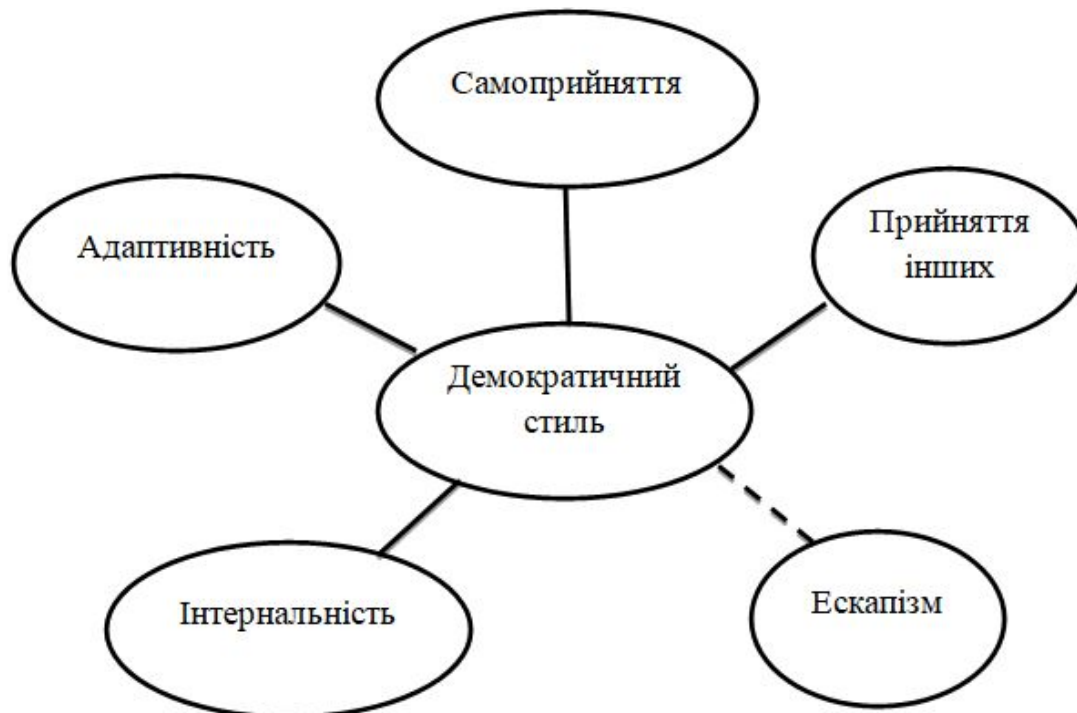 Самоприйняття
Адаптивність
Прийняття
інших
Демократичний
стиль
Інтернальність
Ескапізм